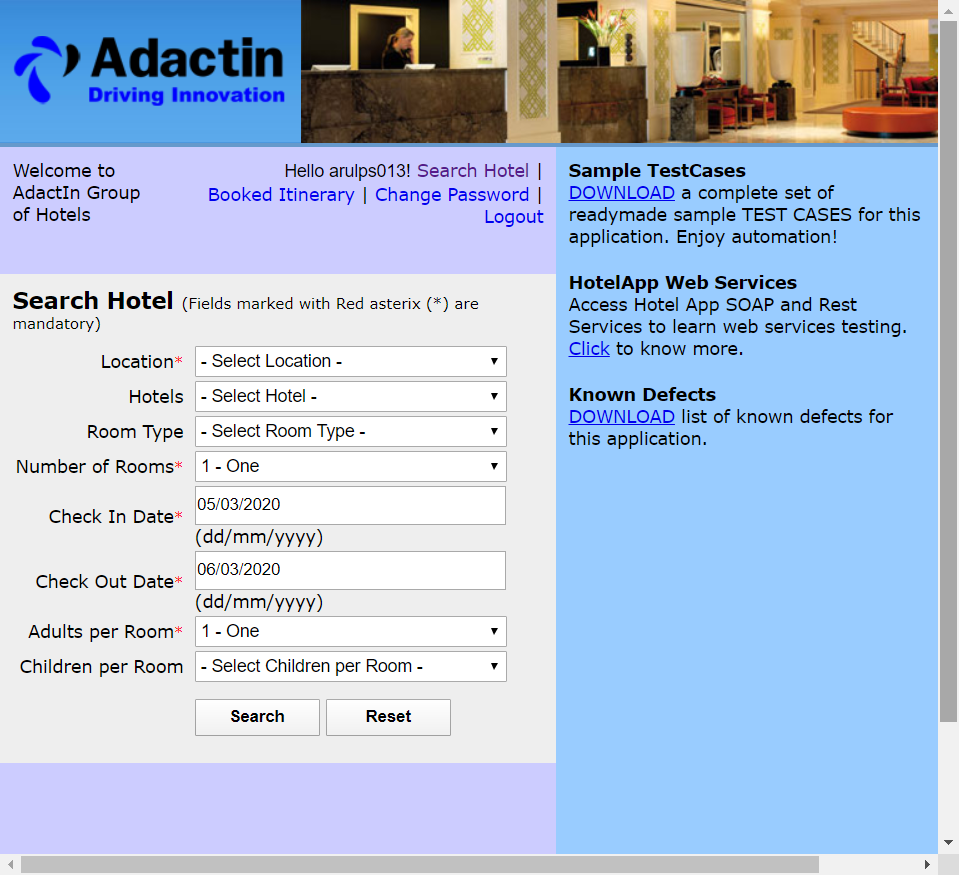 Adactin
Driving Innovation
Welcome to
AdactIn Group
of Hotels
Hello arulps013! Search Hotel |
Booked Itinerary | Change Password |
Logout
Search Hotel (Fields marked with Red asterix (*) are
mandatory)
Location* - Select Location -
Hotels - Select Hotel -
Room Type - Select Room Type -
Number of Rooms* 1 - One
Check In Date* 05/03/2020
(dd/mm/yyyy)
Check Out Date* 06/03/2020
(dd/mm/yyyy)
Adults per Room* 1 - One
Children per Room - Select Children per Room -
Search Reset
Sample TestCases
DOWNLOAD a complete set of
readymade sample TEST CASES for this
application. Enjoy automation!
HotelApp Web Services
Access Hotel App SOAP and Rest
Services to learn web services testing.
Click to know more.
Known Defects
DOWNLOAD list of known defects for
this application.